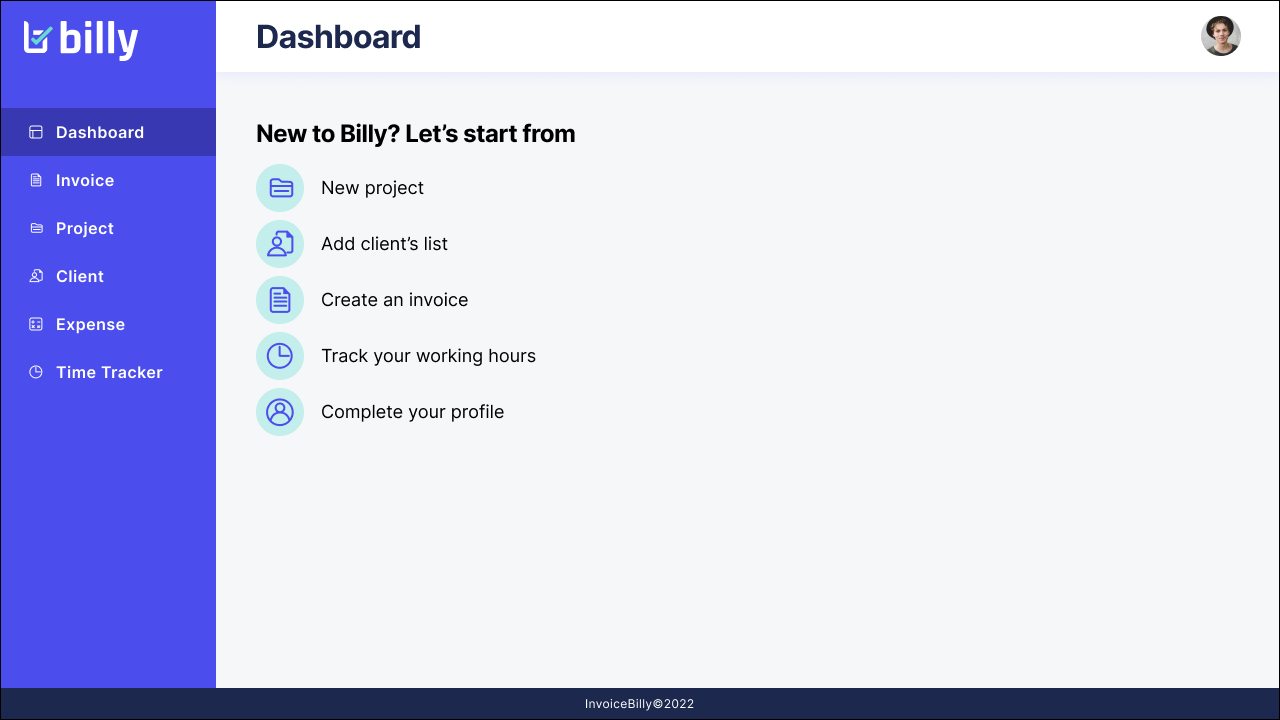 billy
Dashboard
Dashboard
Invoice
Project
Client
Expense
Time Tracker
New to Billy? Let’s start from
New project
Add client’s list
Create an invoice
Track your working hours
Complete your profile
InvoiceBilly©2022